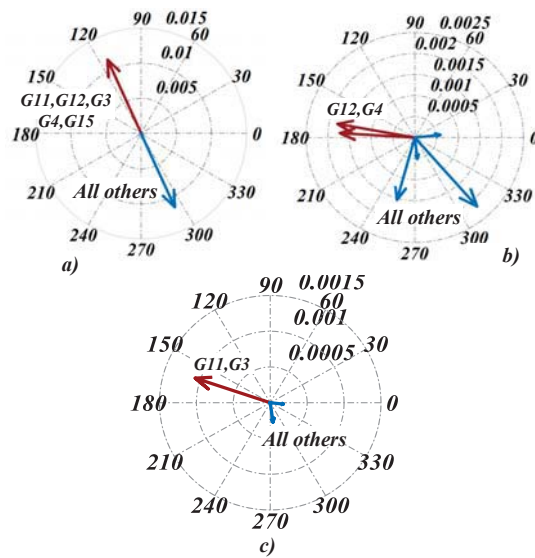 90 0.015
120 60
0.01
150 30
0.005
G11,G12,G3
G4,G15
180 0
All others
210 330
240 300
270
a)
90 0.0025
120 60
0.002
0.0015
150 30
0.001
0.0005
G12, G4
180 0
210 330
All others
240 300
270
b)
90 0.0015
120 60
0.001
150 30
0.0005
G11,G3
180 0
All others
210 330
240 300
270
c)